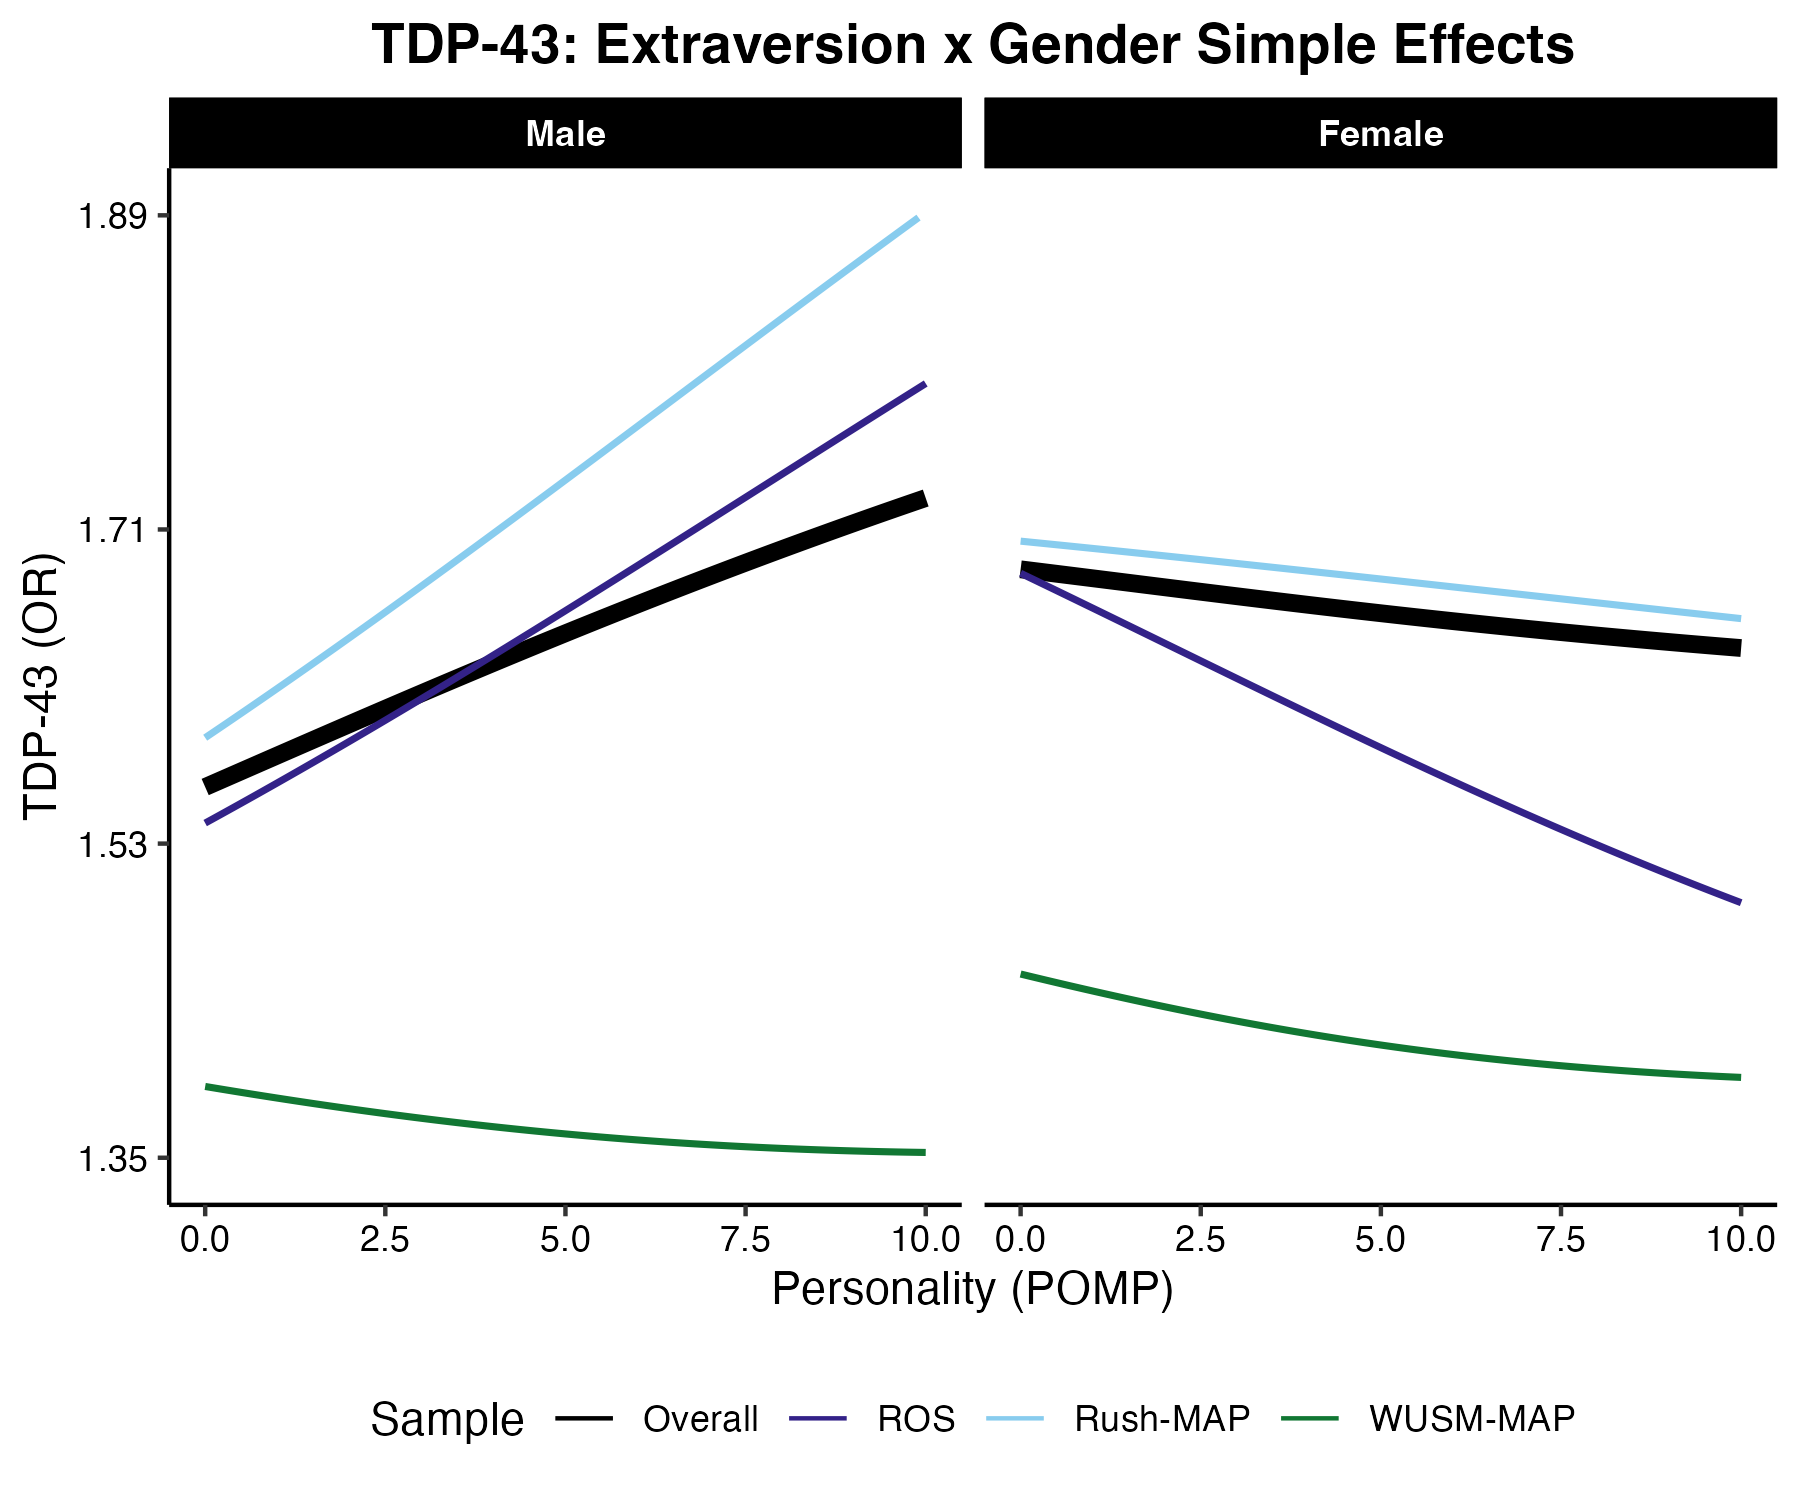 TDP-43: Extraversion x Gender Simple Effects
Male
Female
1.89
1.71
1.53
1.35
TDP-43 (OR)
0.0 2.5 5.0 7.5 10.0 0.0 2.5 5.0 7.5 10.0
Personality (POMP)
Sample Overall ROS Rush-MAP WUSM-MAP